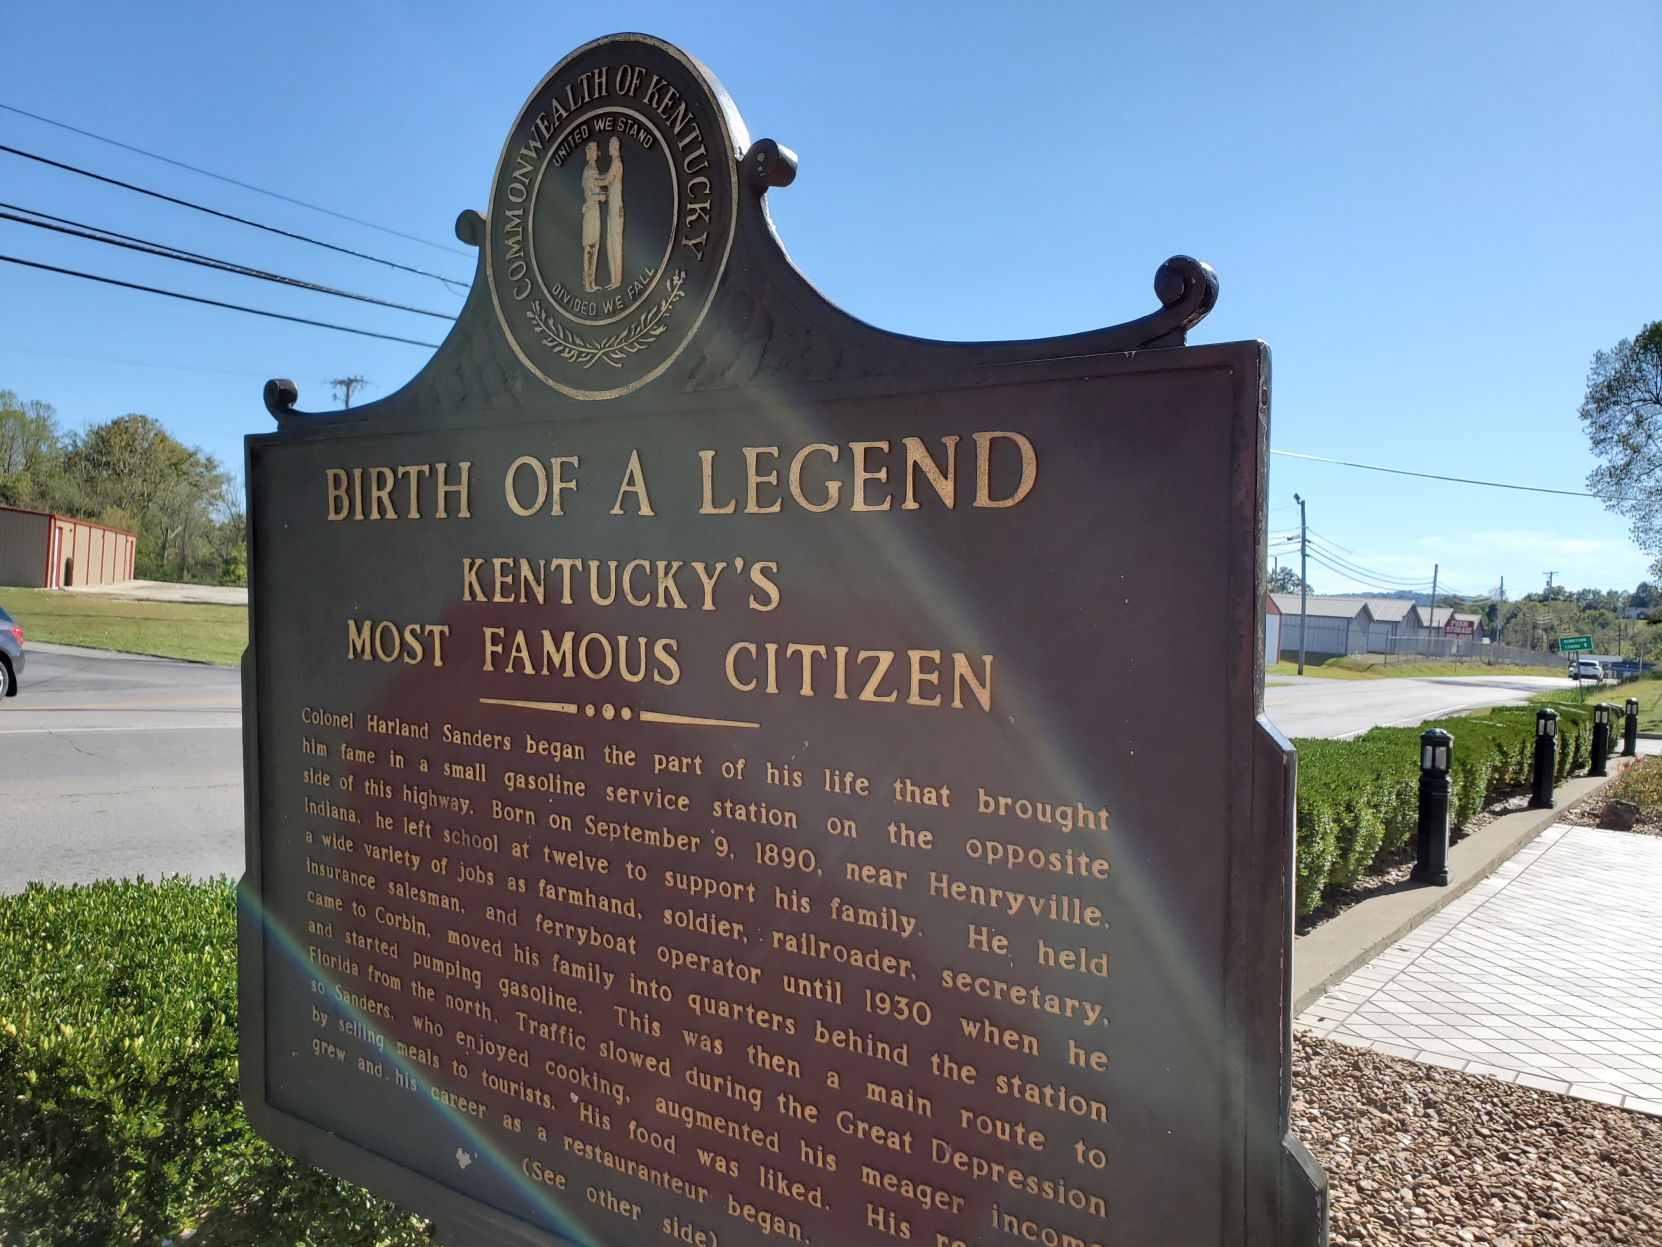 COMMONWEALTH OF KENTUCKY
UNITED WE STAND
DIVIDED WE FALL
BIRTH OF A LEGEND
KENTUCKY'S
MOST FAMOUS CITIZEN
Colonel Harland Sanders began the part of his life that brought
him fame in a small gasoline service station on the opposite
side of this highway. Born on September 9, 1890, near Henryville,
Indiana, he left school at twelve to support his family. He held
a wide variety of jobs as farmhand, soldier, railroader, secretary,
insurance salesman, and ferryboat operator until 1930 when he
came to Corbin, moved his family into quarters behind the station
and started pumping gasoline. This was then a main route to
Florida from the north. Traffic slowed during the Great Depression
so Sanders, who enjoyed cooking, augmented his meager income
by selling meals to tourists. His food was liked. His
grew and his career as a restauranteur began.
(See other side)
STORAGE